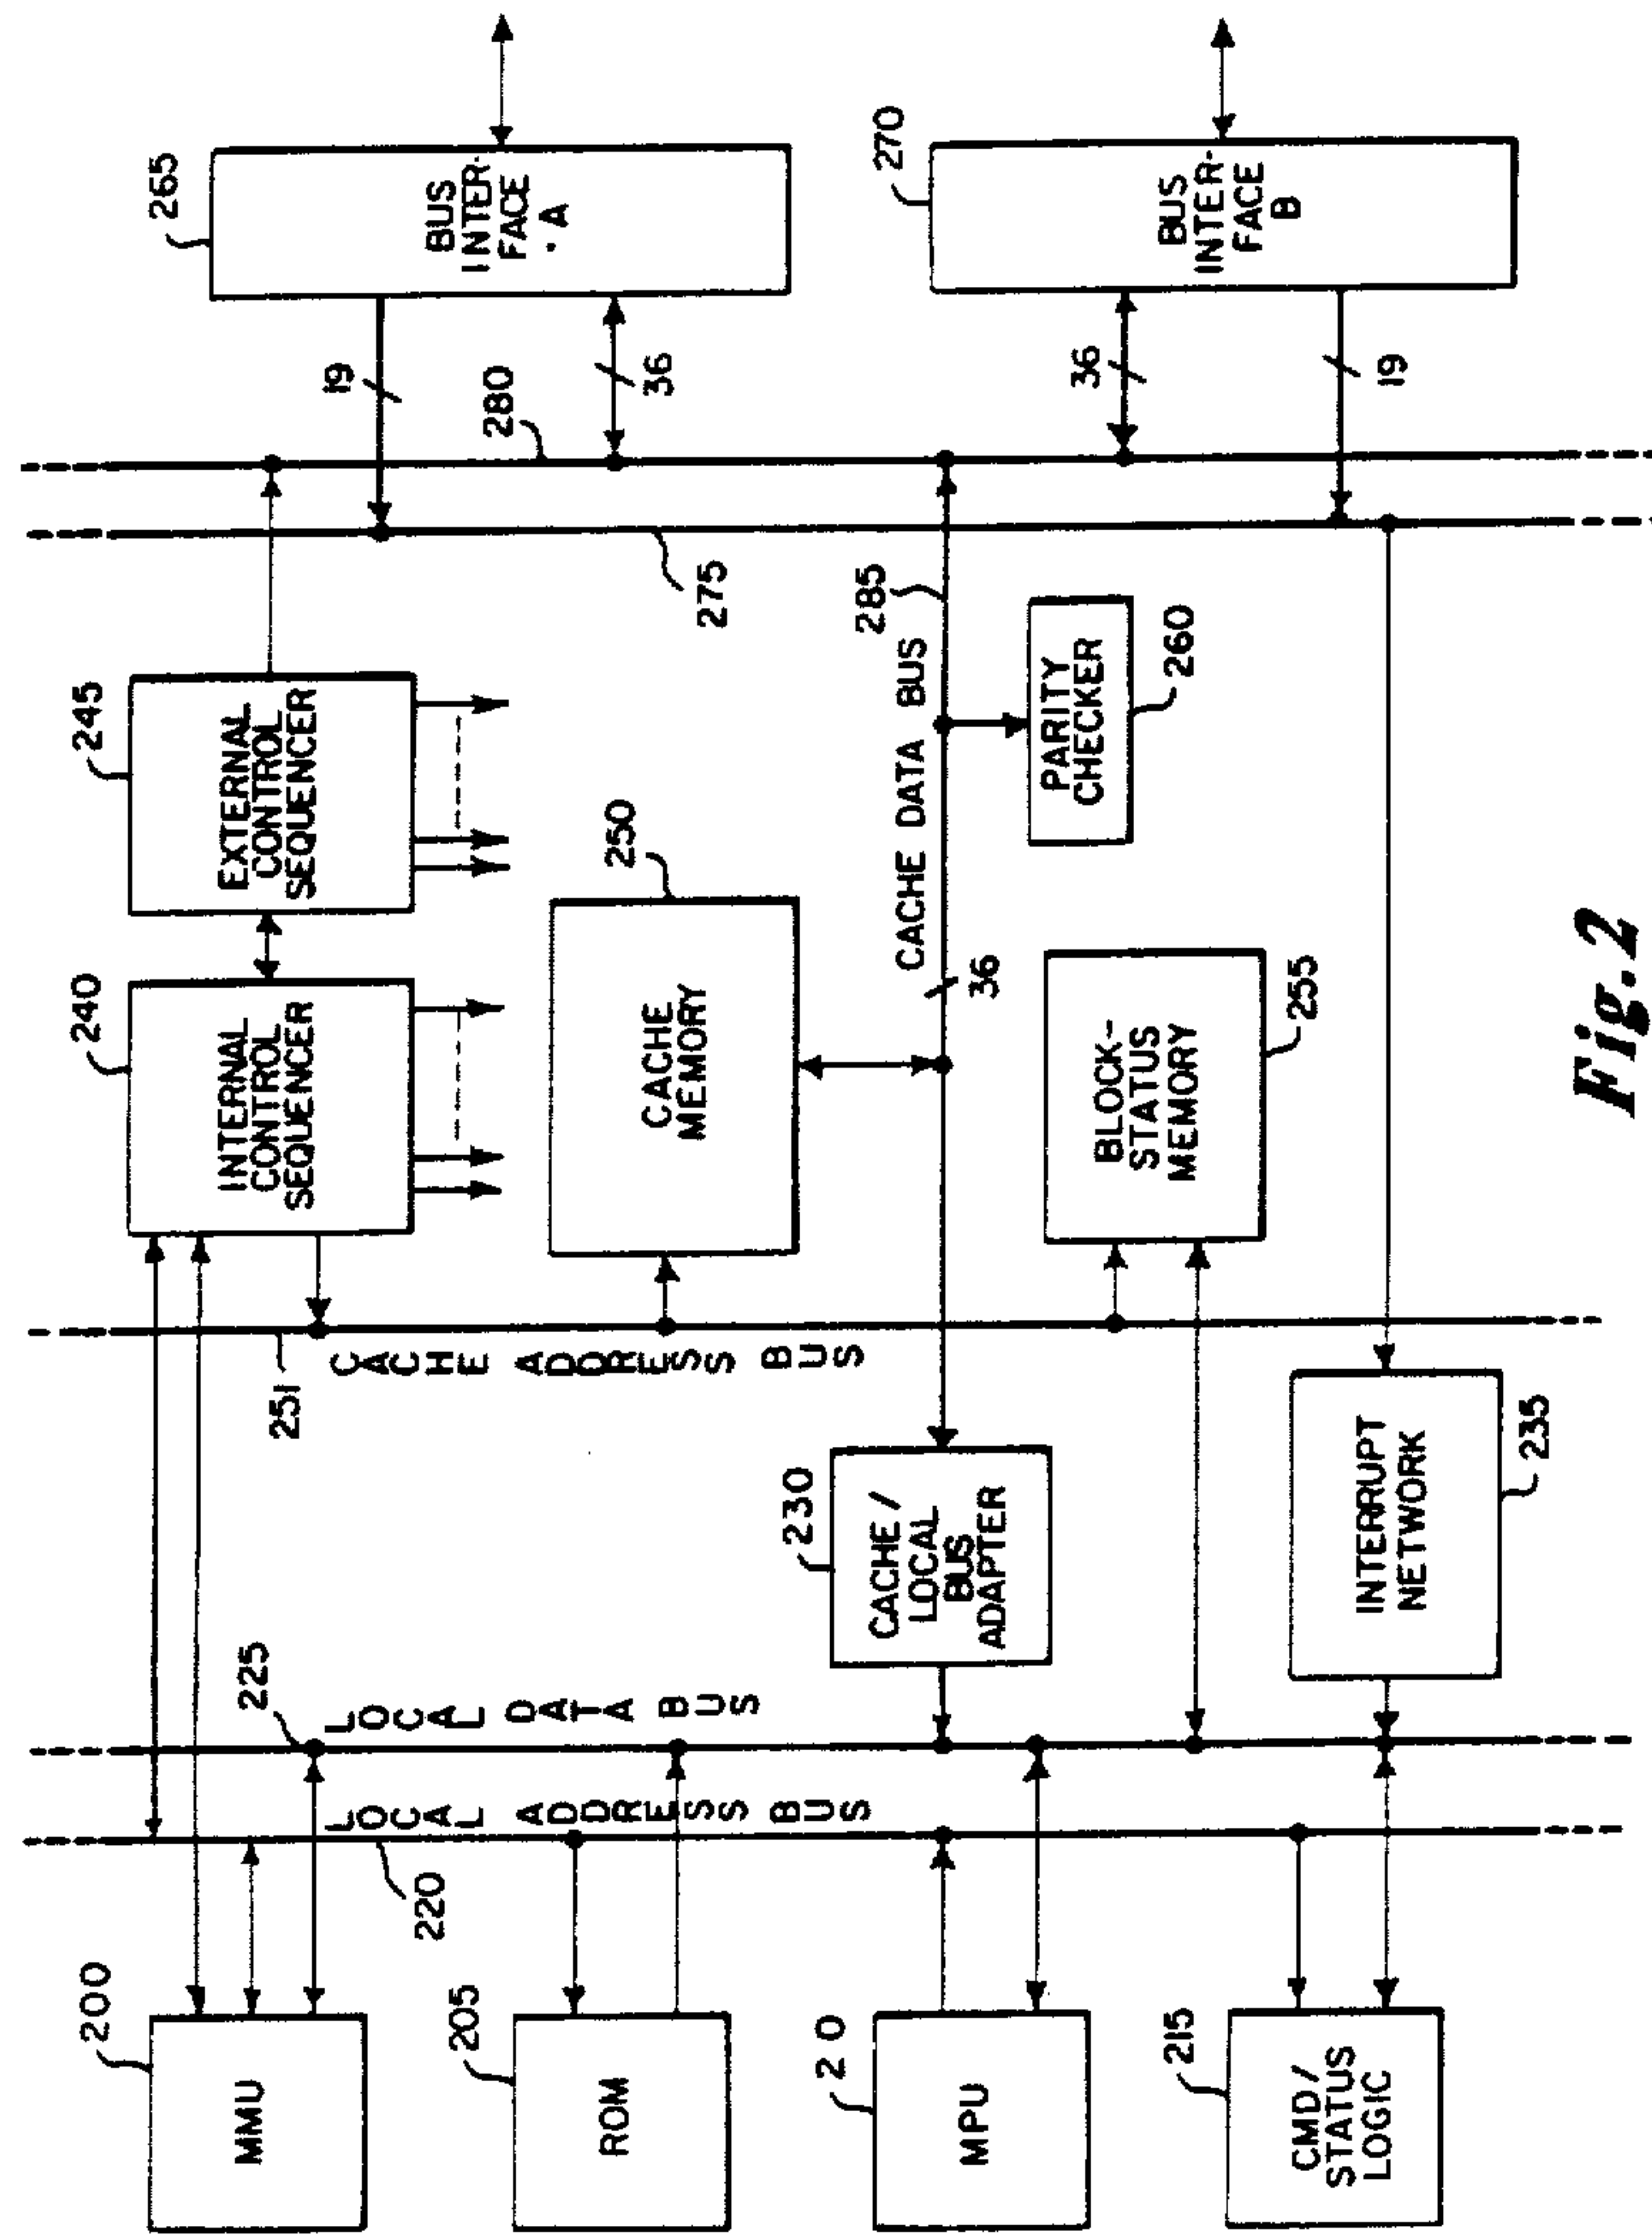 200
MMU
205
ROM
2 0
MPU
215
CMD/
STATUS
LOGIC
220
LOCAL ADDRESS BUS
225
LOCAL DATA BUS
230
CACHE/
LOCAL
BUS
ADAPTER
INTERRUPT
NETWORK
235
251
CACHE ADDRESS BUS
240
INTERNAL
CONTROL
SEQUENCER
245
EXTERNAL
CONTROL
SEQUENCER
250
CACHE
MEMORY
CACHE DATA BUS
285
36
BLOCK-
STATUS
MEMORY
255
PARITY
CHECKER
260
275
280
19
36
36
19
265
BUS
INTER-
FACE
·A
270
BUS
INTER-
FACE
B
Fig. 2